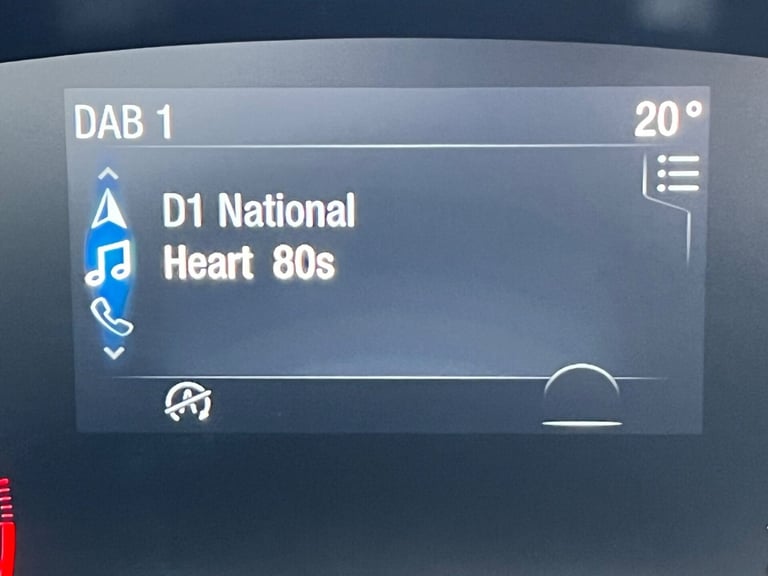 DAB 1
20°
D1 National
Heart 80s
A